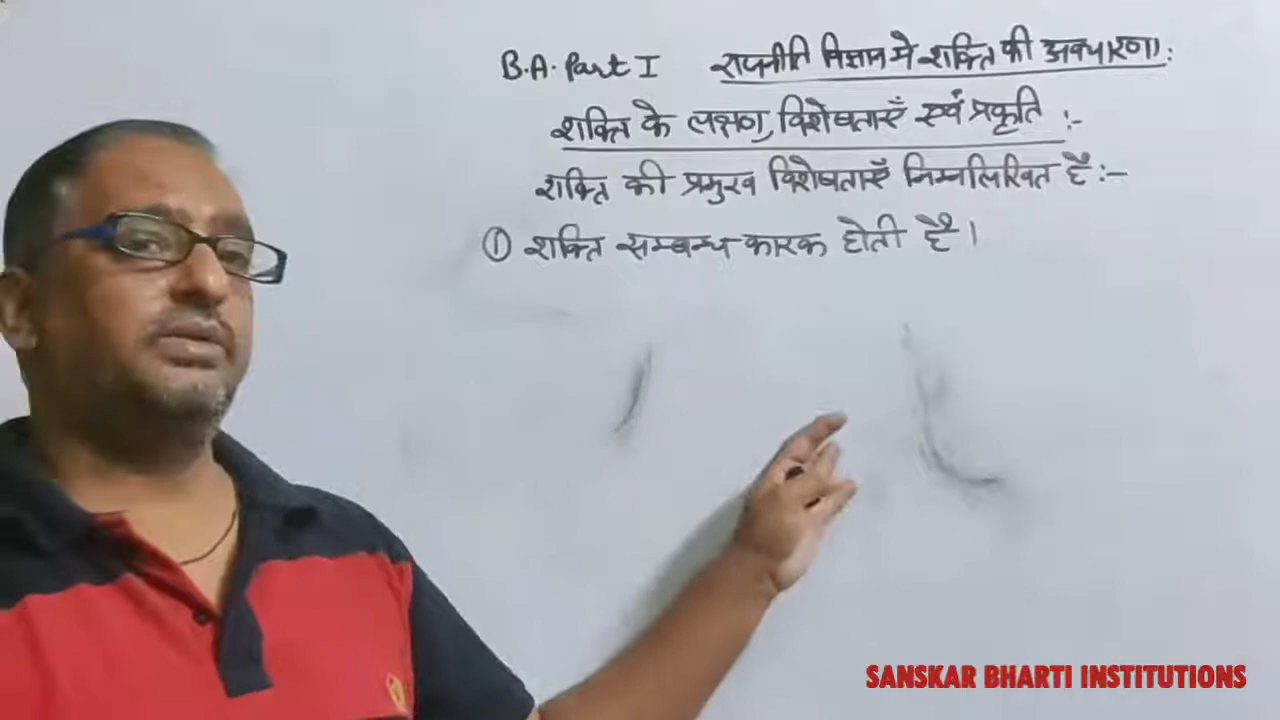 B.A. Part I राजनीति विज्ञान मे शक्ति की अवधारणा:
शक्ति के लक्षण, विशेषताएँ एवं प्रकृति :-
शक्ति की प्रमुख विशेषताएँ निम्नलिखित है :-
① शक्ति सम्बन्ध कारक होती है।
SANSKAR BHARTI INSTITUTIONS